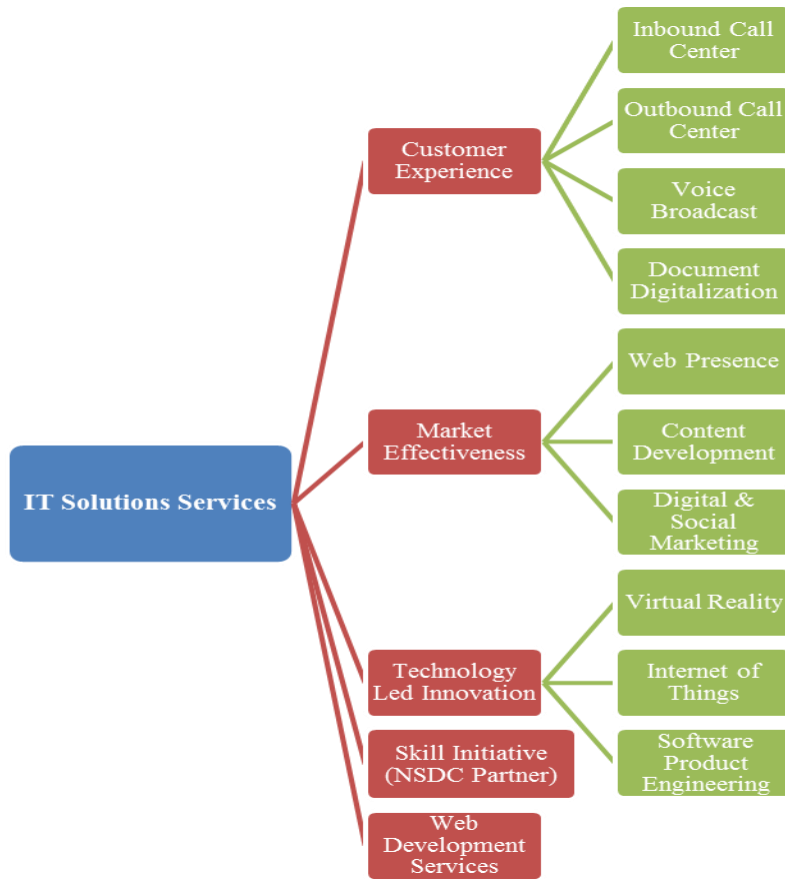 IT Solutions Services
Customer
Experience
Inbound Call
Center
Outbound Call
Center
Voice
Broadcast
Document
Digitalization
Market
Effectiveness
Web Presence
Content
Development
Digital &
Social
Marketing
Technology
Led Innovation
Virtual Reality
Internet of
Things
Software
Product
Engineering
Skill Initiative
(NSDC Partner)
Web
Development
Services